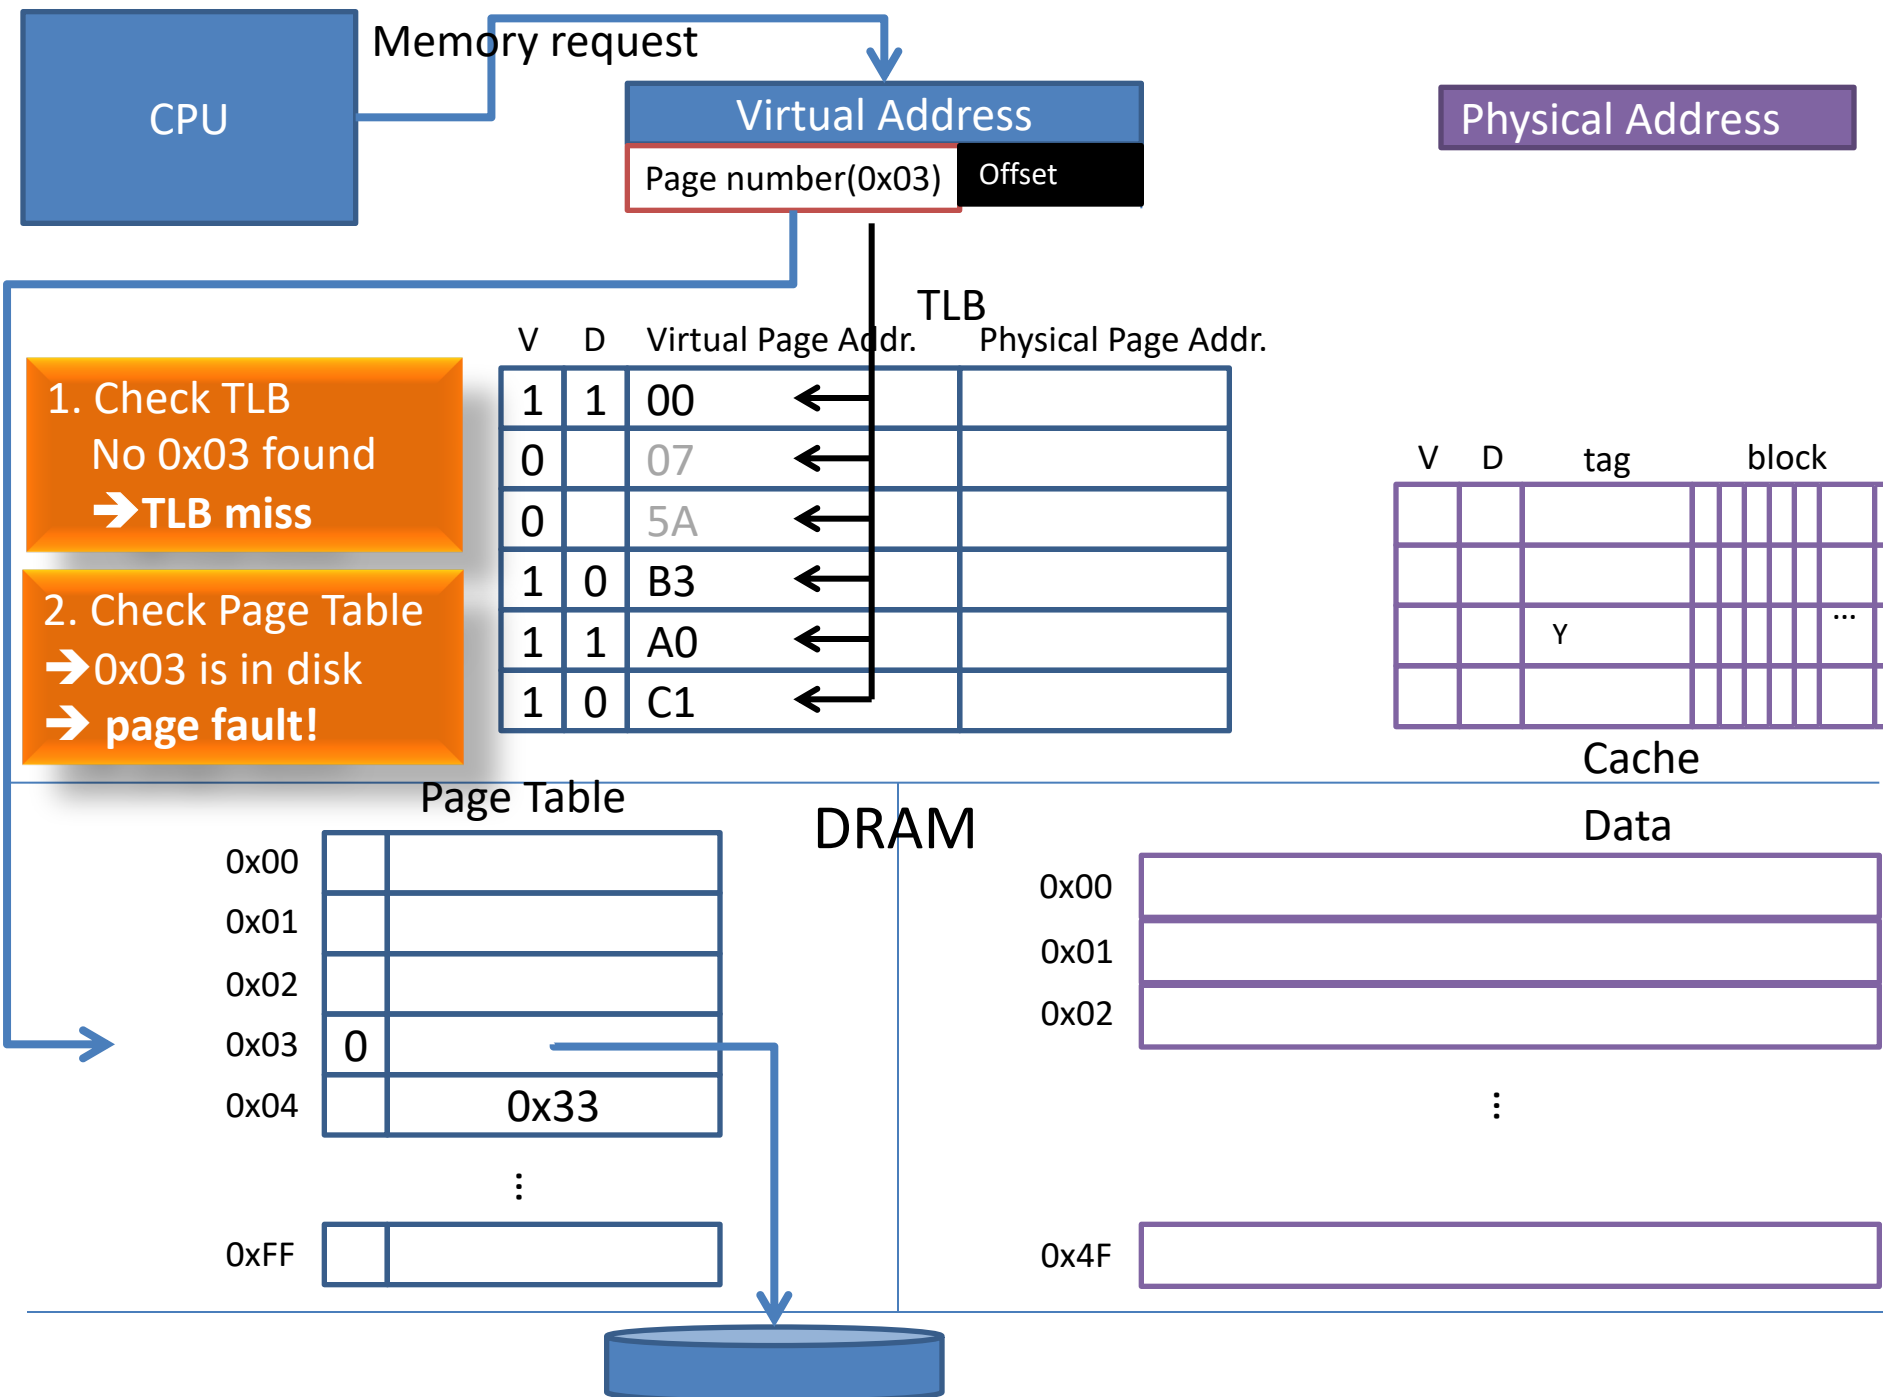 Memory request
CPU
Virtual Address
Physical Address
Page number(0x03)
Offset
TLB
V D Virtual Page Addr. Physical Page Addr.
1. Check TLB
No 0x03 found
➔TLB miss
2. Check Page Table
➔0x03 is in disk
➔ page fault!
1 1 00
0 07
0 5A
1 0 B3
1 1 A0
1 0 C1
V D tag block
Y ...
Cache
Page Table
DRAM
Data
0x00
0x01
0x02
0x03 0
0x04 0x33
⋮
0xFF
0x00
0x01
0x02
⋮
0x4F